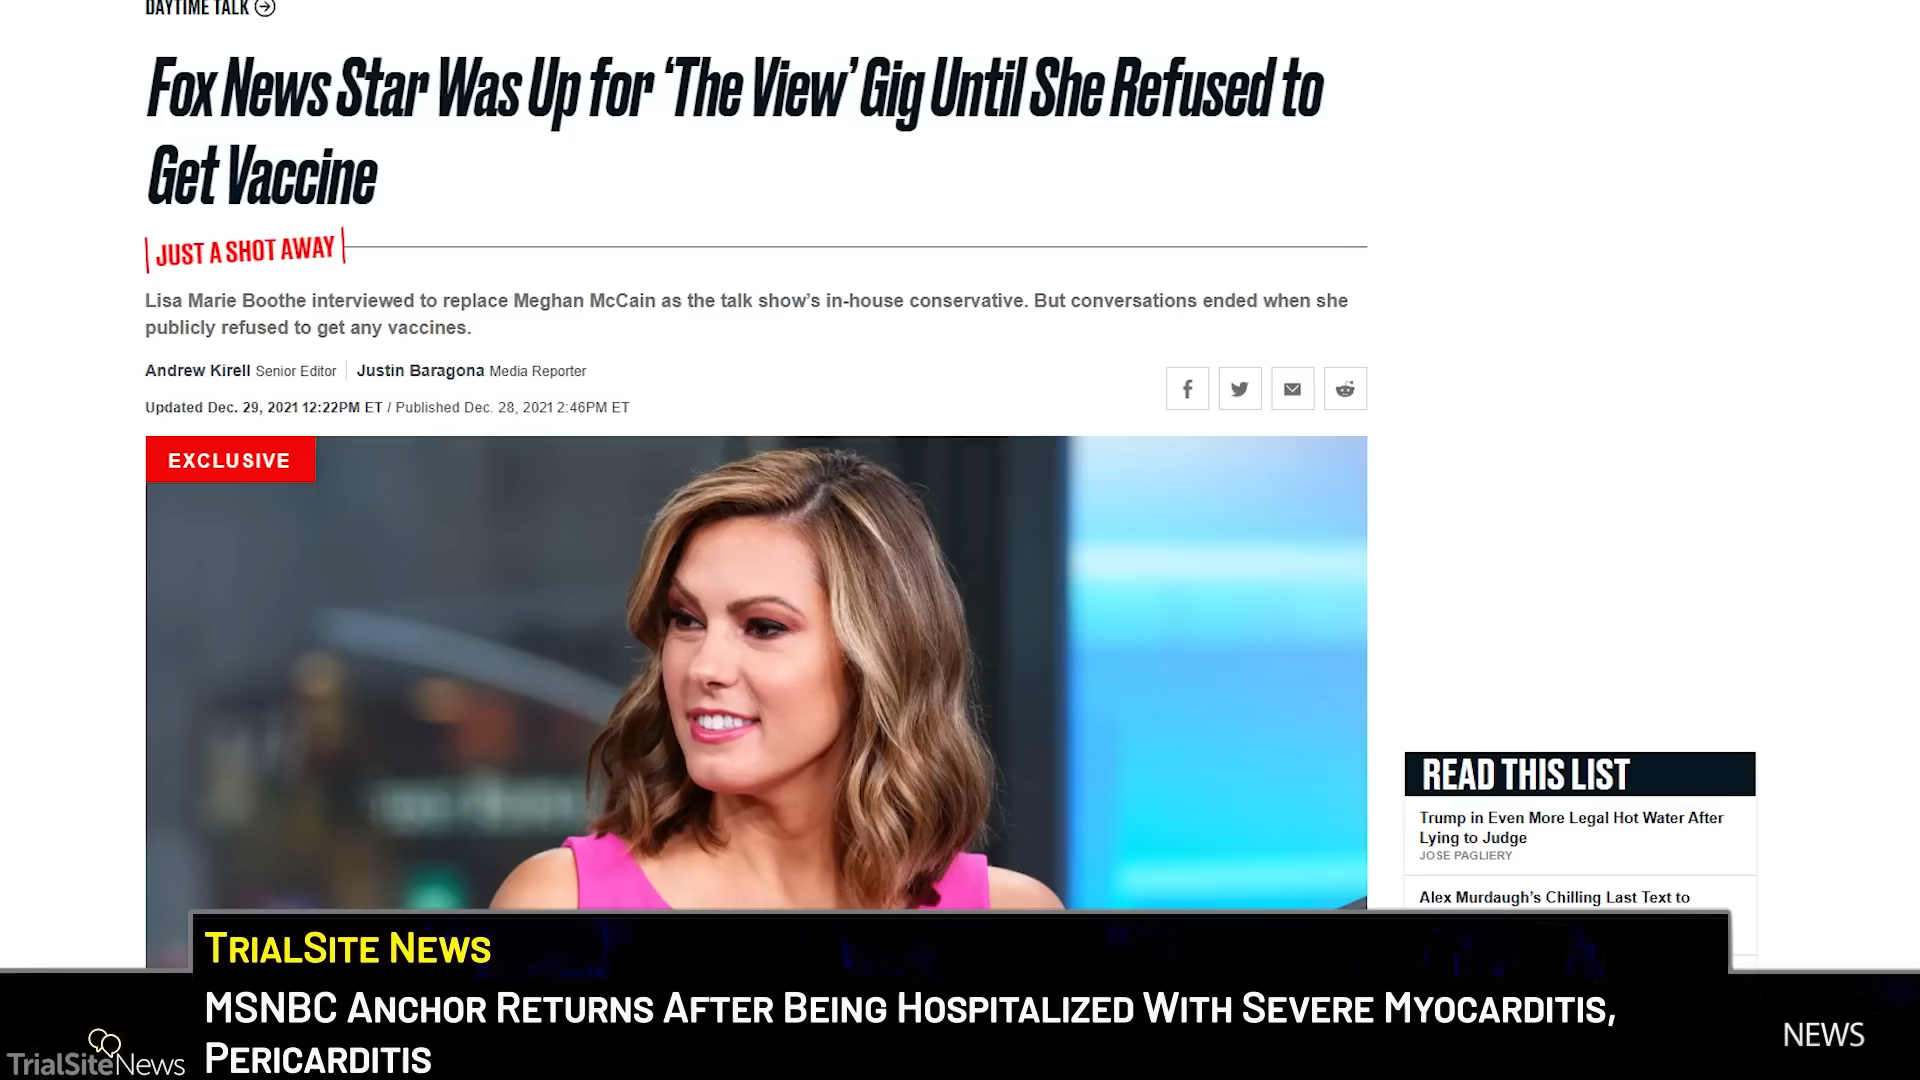 DAYTIME TALK
Fox News Star Was Up for ‘The View’ Gig Until She Refused to
Get Vaccine
JUST A SHOT AWAY
Lisa Marie Boothe interviewed to replace Meghan McCain as the talk show’s in-house conservative. But conversations ended when she
publicly refused to get any vaccines.
Andrew Kirell Senior Editor Justin Baragona Media Reporter
Updated Dec. 29, 2021 12:22PM ET / Published Dec. 28, 2021 2:46PM ET
EXCLUSIVE
READ THIS LIST
Trump in Even More Legal Hot Water After
Lying to Judge
JOSE PAGLIERY
Alex Murdaugh’s Chilling Last Text to
TRIALSITE NEWS
MSNBC ANCHOR RETURNS AFTER BEING HOSPITALIZED WITH SEVERE MYOCARDITIS,
PERICARDITIS
TrialSiteNews
NEWS